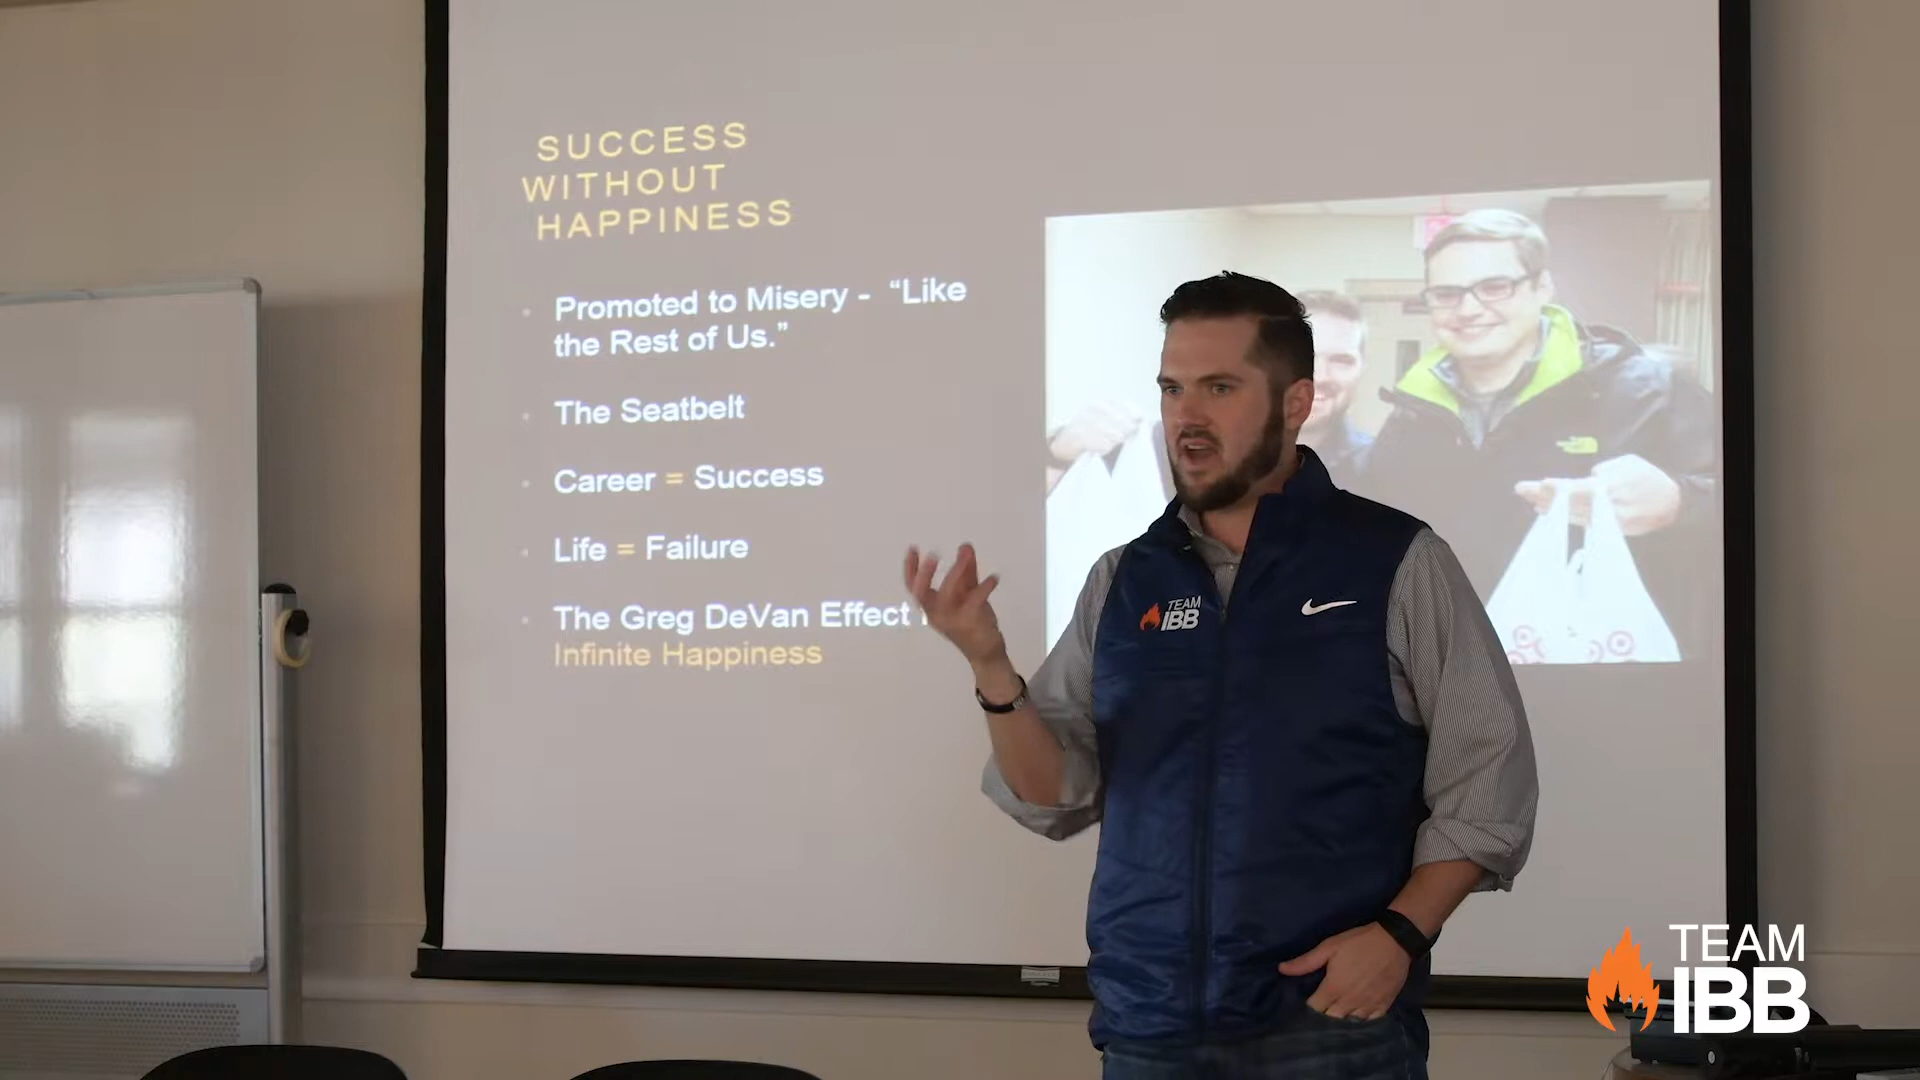 SUCCESS
WITHOUT
HAPPINESS
Promoted to Misery - “Like
the Rest of Us.”
The Seatbelt
Career = Success
Life = Failure
The Greg DeVan Effect
Infinite Happiness
TEAM
IBB
TEAM
IBB